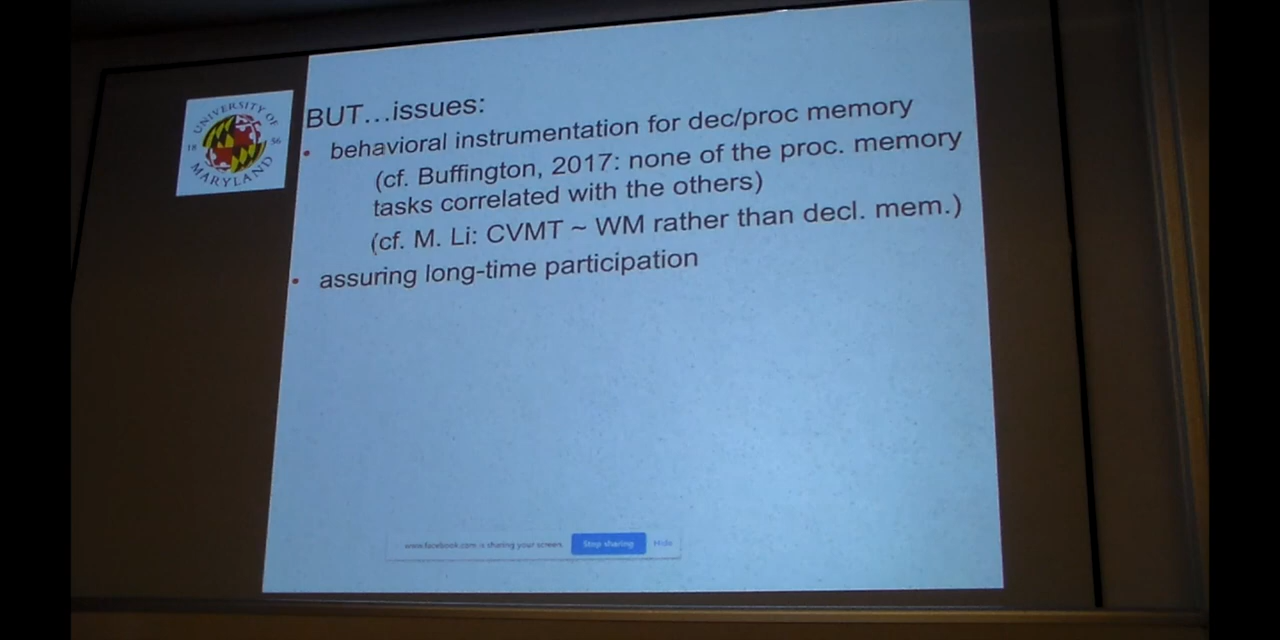 UNIVERSITY OF
18 56
MARYLAND
BUT...issues:
• behavioral instrumentation for dec/proc memory
(cf. Buffington, 2017: none of the proc. memory
tasks correlated with the others)
(cf. M. Li: CVMT ~ WM rather than decl. mem.)
• assuring long-time participation
www.facebook.com is sharing your screen. Stop sharing Hide